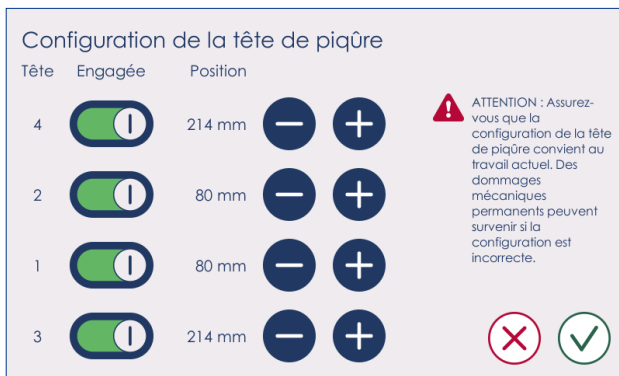 Configuration de la tête de piqûre
Tête Engagée Position
4 214 mm
2 80 mm
1 80 mm
3 214 mm
ATTENTION : Assurez-
vous que la
configuration de la tête
de piqûre convient au
travail actuel. Des
dommages
mécaniques
permanents peuvent
survenir si la
configuration est
incorrecte.